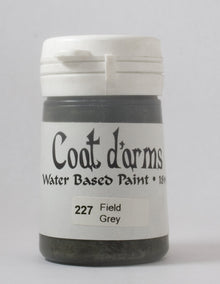 Coat d'arms
Water Based Paint •
227 Field
Grey